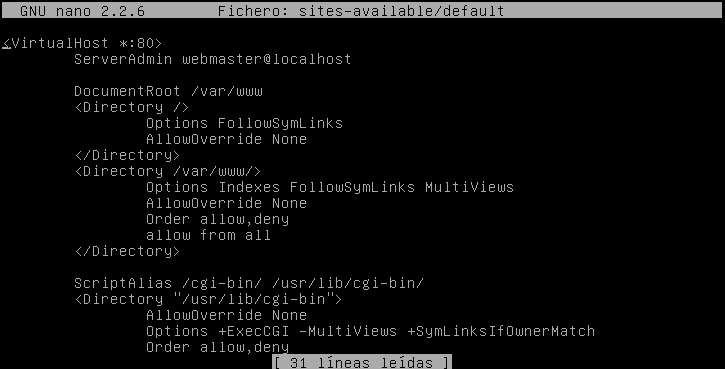 GNU nano 2.2.6 Fichero: sites-available/default
<VirtualHost *:80>
ServerAdmin webmaster@localhost
DocumentRoot /var/www
<Directory />
Options FollowSymLinks
AllowOverride None
</Directory>
<Directory /var/www/>
Options Indexes FollowSymLinks MultiViews
AllowOverride None
Order allow,deny
allow from all
</Directory>
ScriptAlias /cgi-bin/ /usr/lib/cgi-bin/
<Directory "/usr/lib/cgi-bin">
AllowOverride None
Options +ExecCGI -MultiViews +SymLinksIfOwnerMatch
Order allow,deny
[ 31 líneas leídas ]